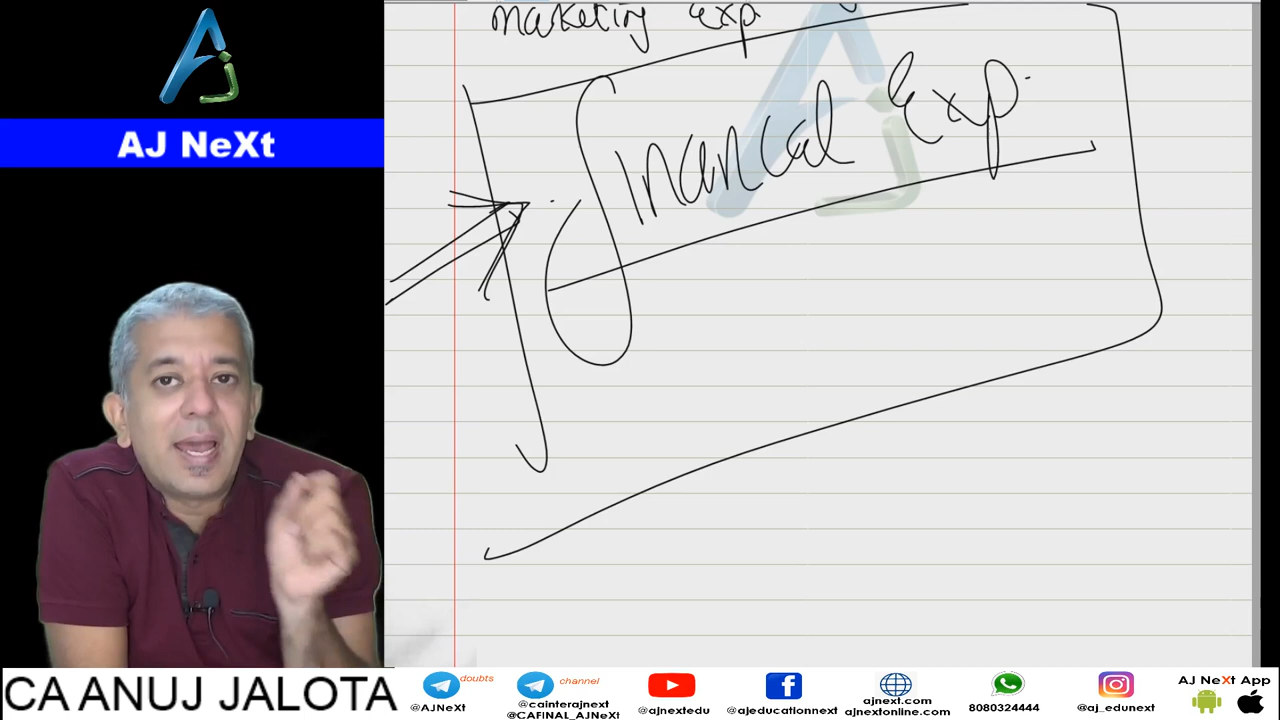 marketing exp
Financal Exp.
AJ NeXt
CA ANUJ JALOTA
doubts
@AJNeXt
channel
@cainterajnext
@CAFINAL_AJNeXt
@ajnextedu
@ajeducationnext
ajnext.com
ajnextonline.com
8080324444
@aj_edunext
AJ NeXt App